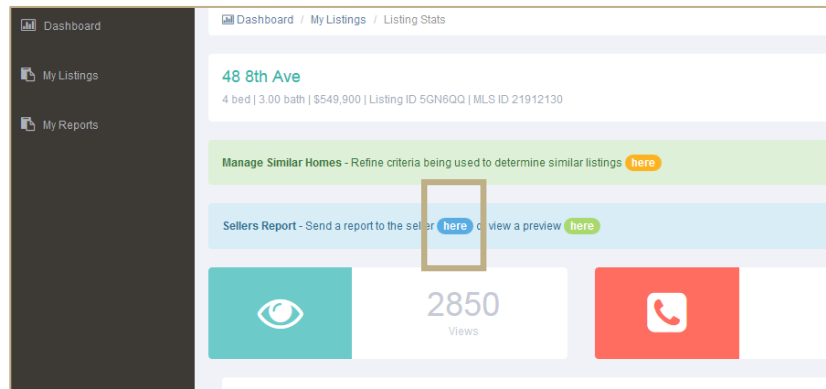 Dashboard
My Listings
My Reports
Dashboard / My Listings / Listing Stats
48 8th Ave
4 bed | 3.00 bath | $549,900 | Listing ID 5GN6QQ | MLS ID 21912130
Manage Similar Homes - Refine criteria being used to determine similar listings here
Sellers Report - Send a report to the seller here or view a preview here
2850
Views